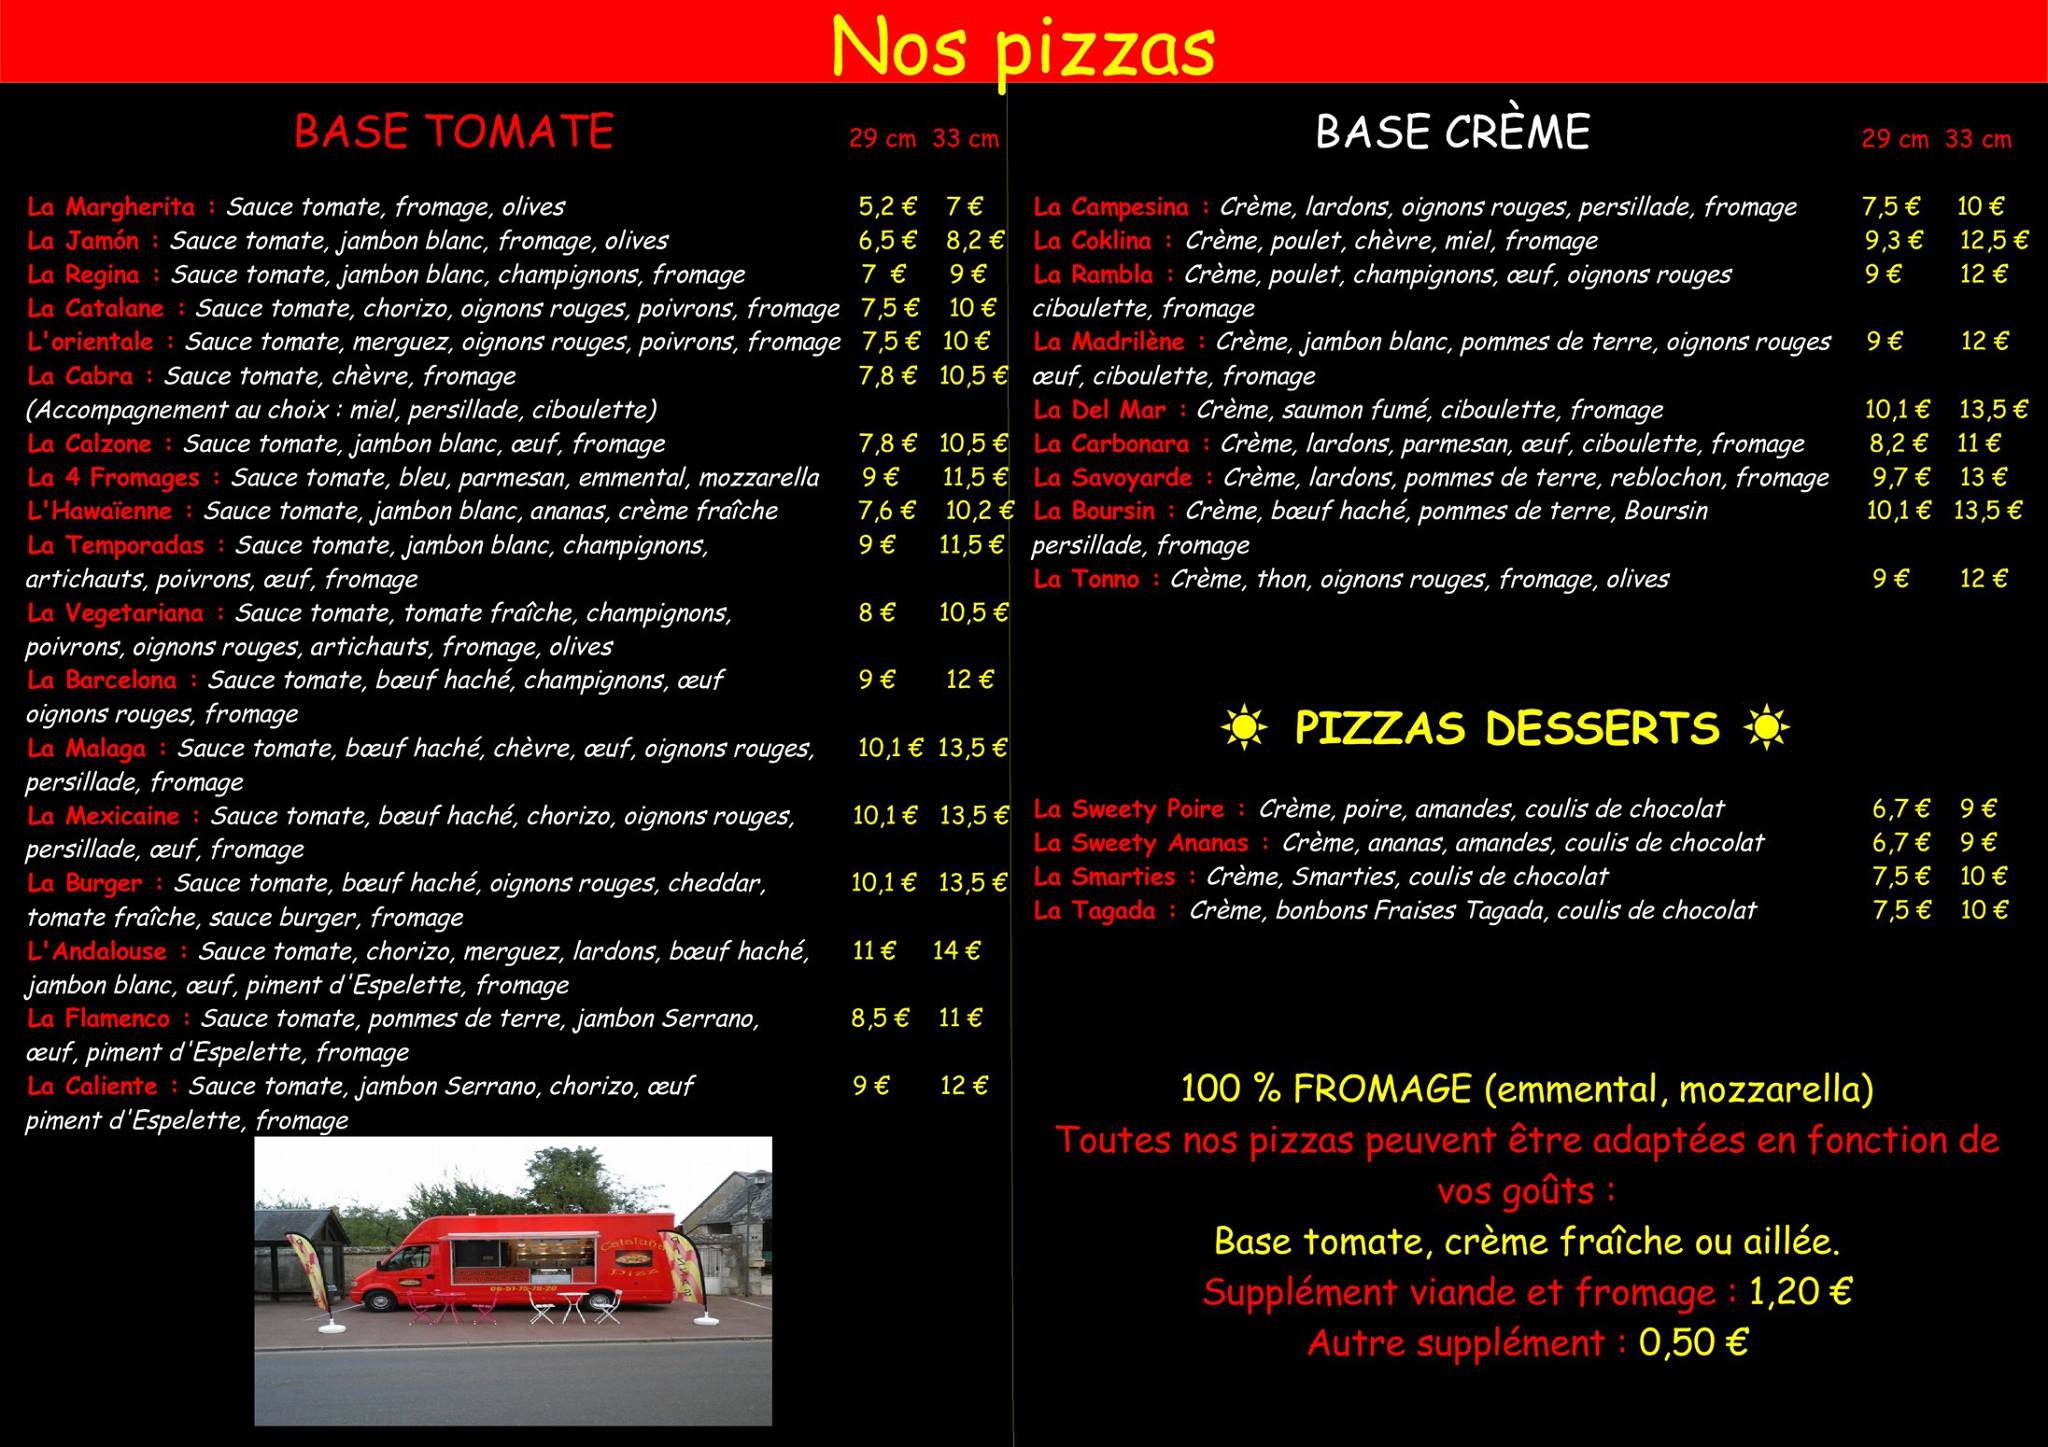 Nos pizzas
BASE TOMATE 29 cm 33 cm
La Margherita : Sauce tomate, fromage, olives 5,2 € 7 €
La Jamón : Sauce tomate, jambon blanc, fromage, olives 6,5 € 8,2 €
La Regina : Sauce tomate, jambon blanc, champignons, fromage 7 € 9 €
La Catalane : Sauce tomate, chorizo, oignons rouges, poivrons, fromage 7,5 € 10 €
L'orientale : Sauce tomate, merguez, oignons rouges, poivrons, fromage 7,5 € 10 €
La Cabra : Sauce tomate, chèvre, fromage 7,8 € 10,5 €
(Accompagnement au choix : miel, persillade, ciboulette)
La Calzone : Sauce tomate, jambon blanc, œuf, fromage 7,8 € 10,5 €
La 4 Fromages : Sauce tomate, bleu, parmesan, emmental, mozzarella 9 € 11,5 €
L'Hawaïenne : Sauce tomate, jambon blanc, ananas, crème fraîche 7,6 € 10,2 €
La Temporadas : Sauce tomate, jambon blanc, champignons, 9 € 11,5 €
artichauts, poivrons, œuf, fromage
La Vegetariana : Sauce tomate, tomate fraîche, champignons, 8 € 10,5 €
poivrons, oignons rouges, artichauts, fromage, olives
La Barcelona : Sauce tomate, bœuf haché, champignons, œuf 9 € 12 €
oignons rouges, fromage
La Malaga : Sauce tomate, bœuf haché, chèvre, œuf, oignons rouges, 10,1 € 13,5 €
persillade, fromage
La Mexicaine : Sauce tomate, bœuf haché, chorizo, oignons rouges, 10,1 € 13,5 €
persillade, œuf, fromage
La Burger : Sauce tomate, bœuf haché, oignons rouges, cheddar, 10,1 € 13,5 €
tomate fraîche, sauce burger, fromage
L'Andalouse : Sauce tomate, chorizo, merguez, lardons, bœuf haché, 11 € 14 €
jambon blanc, œuf, piment d'Espelette, fromage
La Flamenco : Sauce tomate, pommes de terre, jambon Serrano, 8,5 € 11 €
œuf, piment d'Espelette, fromage
La Caliente : Sauce tomate, jambon Serrano, chorizo, œuf 9 € 12 €
piment d'Espelette, fromage
Cataluña
Pizz
06-51-75-78-20
BASE CRÈME 29 cm 33 cm
La Campesina : Crème, lardons, oignons rouges, persillade, fromage 7,5 € 10 €
La Coklina : Crème, poulet, chèvre, miel, fromage 9,3 € 12,5 €
La Rambla : Crème, poulet, champignons, œuf, oignons rouges 9 € 12 €
ciboulette, fromage
La Madrilène : Crème, jambon blanc, pommes de terre, oignons rouges 9 € 12 €
œuf, ciboulette, fromage
La Del Mar : Crème, saumon fumé, ciboulette, fromage 10,1 € 13,5 €
La Carbonara : Crème, lardons, parmesan, œuf, ciboulette, fromage 8,2 € 11 €
La Savoyarde : Crème, lardons, pommes de terre, reblochon, fromage 9,7 € 13 €
La Boursin : Crème, bœuf haché, pommes de terre, Boursin 10,1 € 13,5 €
persillade, fromage
La Tonno : Crème, thon, oignons rouges, fromage, olives 9 € 12 €
PIZZAS DESSERTS
La Sweety Poire : Crème, poire, amandes, coulis de chocolat 6,7 € 9 €
La Sweety Ananas : Crème, ananas, amandes, coulis de chocolat 6,7 € 9 €
La Smarties : Crème, Smarties, coulis de chocolat 7,5 € 10 €
La Tagada : Crème, bonbons Fraises Tagada, coulis de chocolat 7,5 € 10 €
100 % FROMAGE (emmental, mozzarella)
Toutes nos pizzas peuvent être adaptées en fonction de
vos goûts :
Base tomate, crème fraîche ou aillée.
Supplément viande et fromage : 1,20 €
Autre supplément : 0,50 €